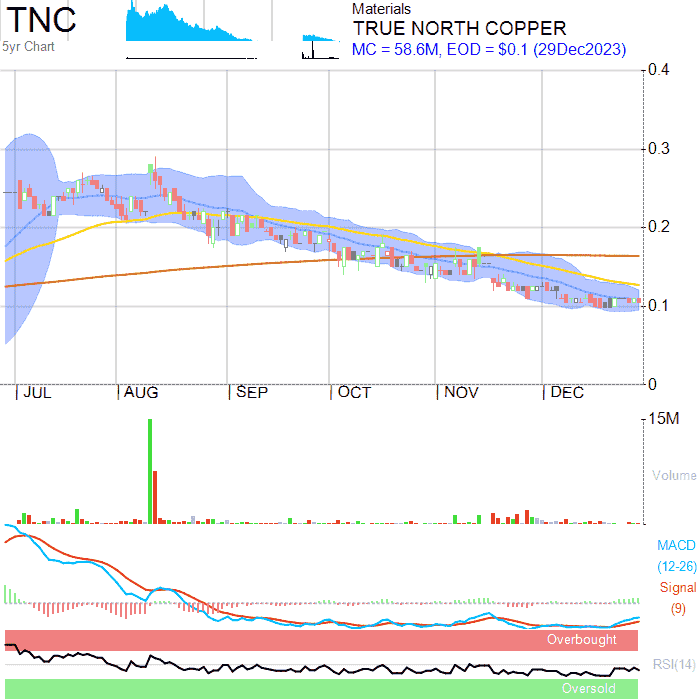 TNC
5yr Chart
Materials
TRUE NORTH COPPER
MC = 58.6M, EOD = $0.1 (29Dec2023)
0.4
0.3
0.2
0.1
0
JUL AUG SEP OCT NOV DEC
15M
Volume
MACD
(12-26)
Signal
(9)
Overbought
RSI(14)
Oversold